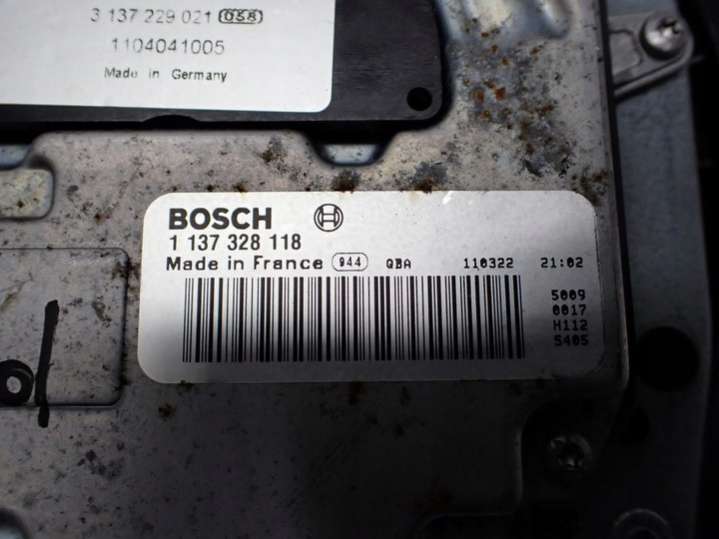 3 137 229 021 038
1104041005
Made in Germany
BOSCH
1 137 328 118
Made in France 944 QBA 110322 21:02
5009
0017
H112
5405